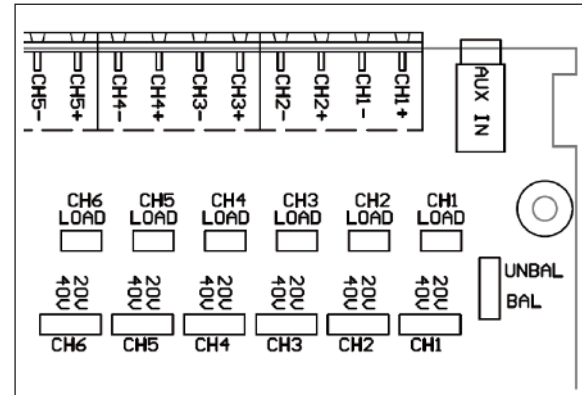 CH5- CH5+ CH4- CH4+ CH3- CH3+ CH2- CH2+ CH1- CH1+ AUX IN
CH6 CH5 CH4 CH3 CH2 CH1
LOAD LOAD LOAD LOAD LOAD LOAD
UNBAL
BAL
40V 20V 40V 20V 40V 20V 40V 20V 40V 20V 40V 20V
CH6 CH5 CH4 CH3 CH2 CH1